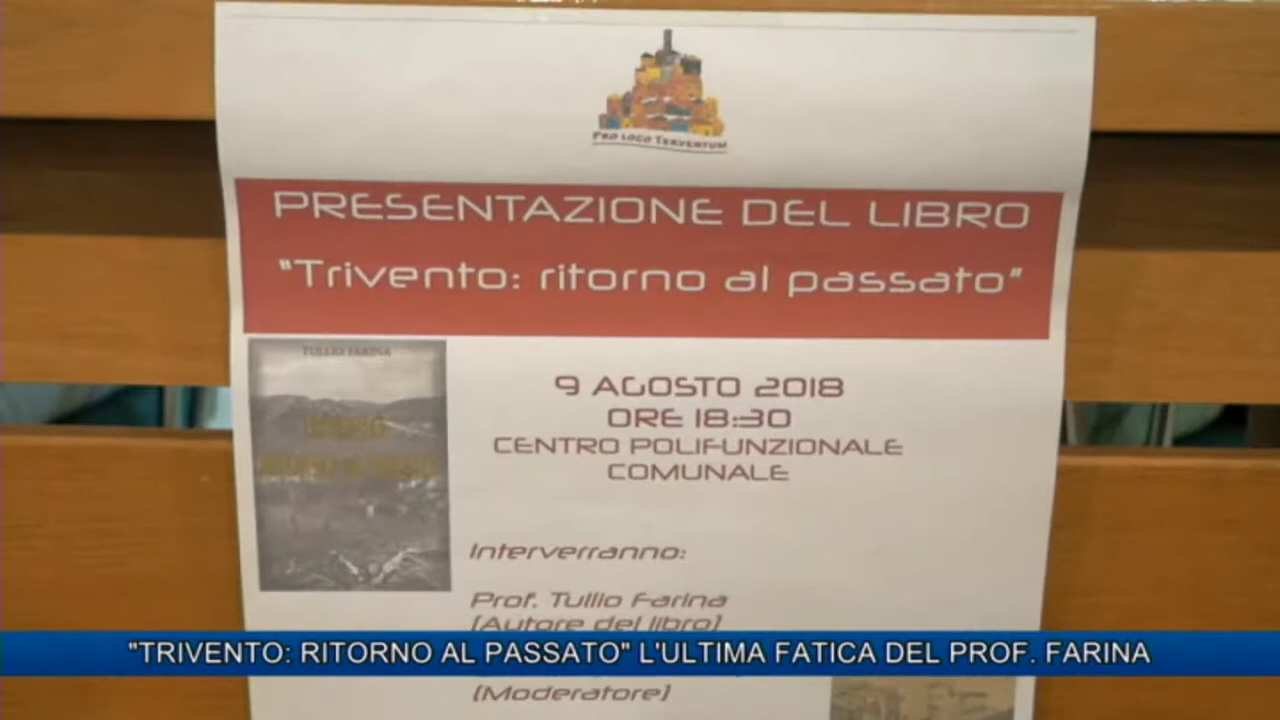 PRO LOCO TERVENTUM
PRESENTAZIONE DEL LIBRO
"Trivento: ritorno al passato"
TULLIO FARINA
9 AGOSTO 2018
ORE 18:30
CENTRO POLIFUNZIONALE
COMUNALE
Interverranno:
Prof. Tullio Farina
(Autore del libro)
"TRIVENTO: RITORNO AL PASSATO" L'ULTIMA FATICA DEL PROF. FARINA
(Moderatore)